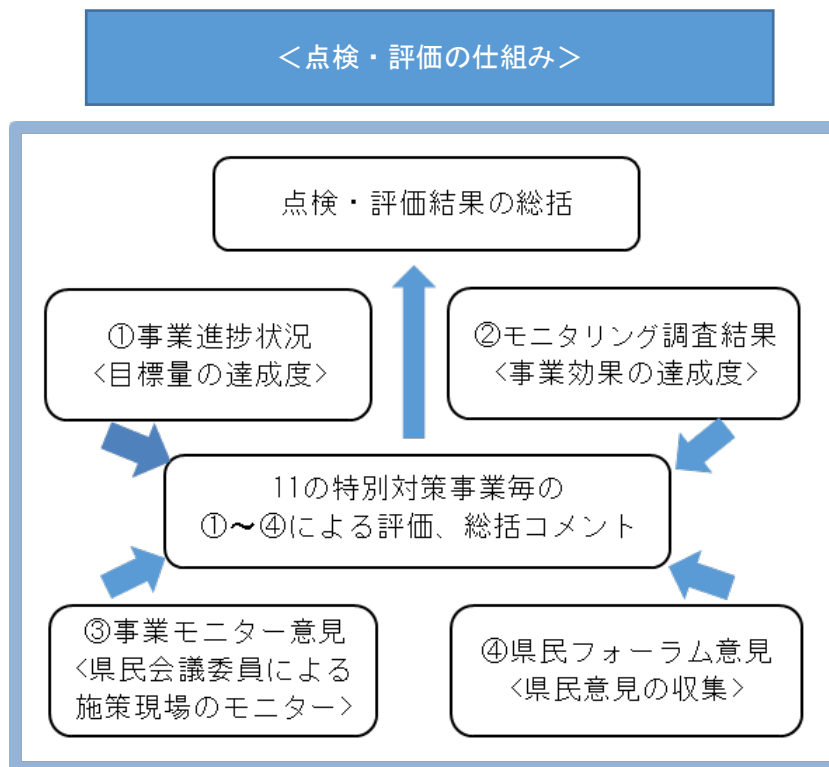 ＜点検・評価の仕組み＞
点検・評価結果の総括
①事業進捗状況
<目標量の達成度>
②モニタリング調査結果
<事業効果の達成度>
11の特別対策事業毎の
①～④による評価、総括コメント
③事業モニター意見
<県民会議委員による
施策現場のモニター>
④県民フォーラム意見
<県民意見の収集>